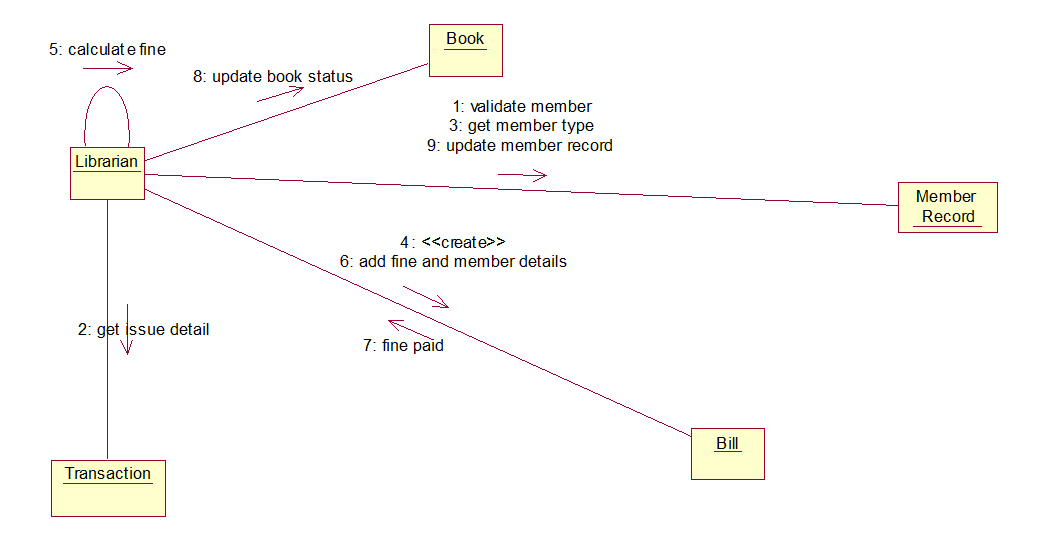 5: calculate fine
Book
8: update book status
1: validate member
3: get member type
9: update member record
Librarian
Member
Record
4: <<create>>
6: add fine and member details
2: get issue detail
7: fine paid
Bill
Transaction